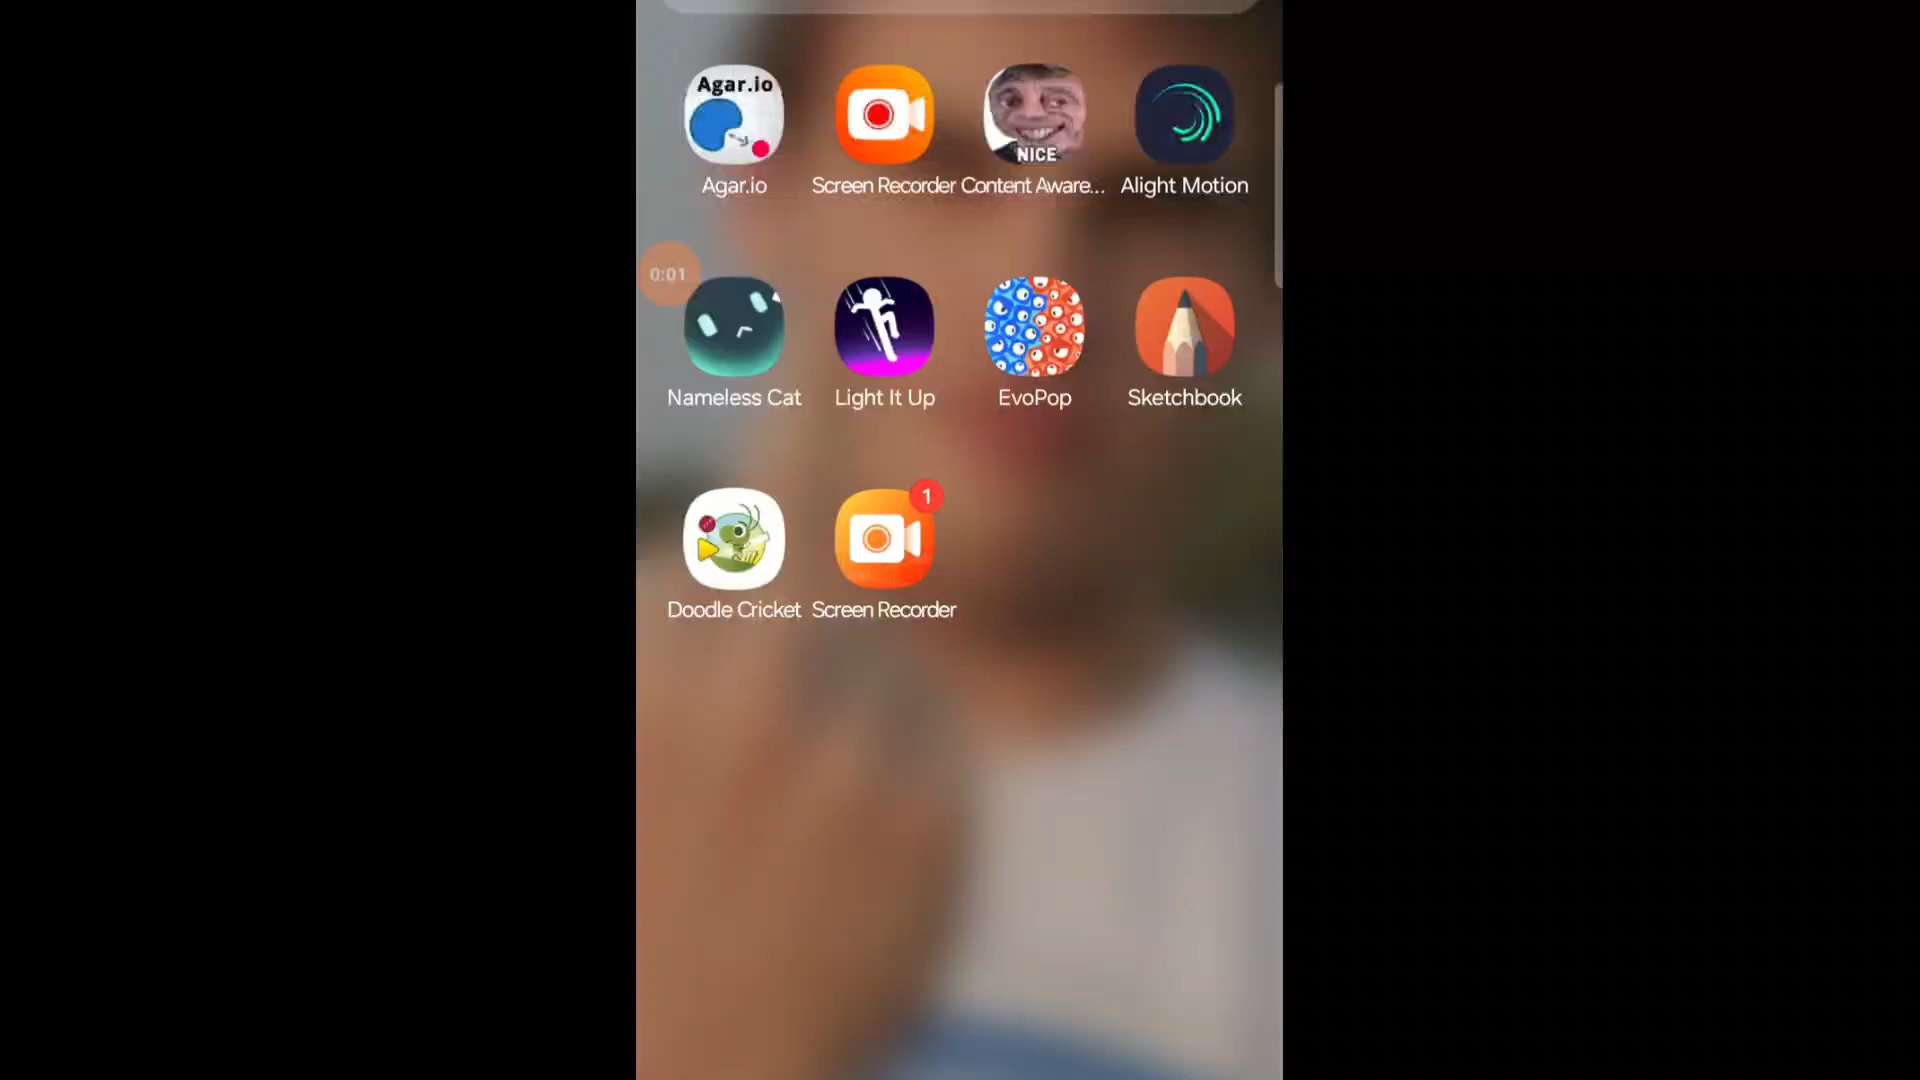 Agar.io
NICE
Agar.io Screen Recorder Content Aware... Alight Motion
0:01
Nameless Cat Light It Up EvoPop Sketchbook
1
Doodle Cricket Screen Recorder